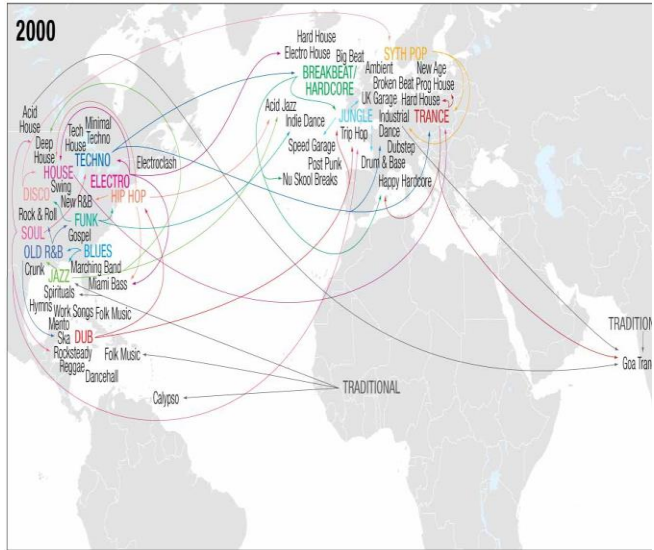 2000
Hard House
Electro House
Big Beat
BREAKBEAT/
HARDCORE
SYTH POP
Ambient
New Age
Broken Beat
Prog House
UK Garage
Hard House
Acid Jazz
Indie Dance
JUNGLE
Industrial
Dance
TRANCE
Trip Hop
Speed Garage
Dubstep
Post Punk
Drum & Base
Nu Skool Breaks
Happy Hardcore
Acid
House
Deep
House
Tech
House
Minimal
Techno
TECHNO
Electroclash
HOUSE
ELECTRO
Swing
DISCO
New R&B
HIP HOP
Rock & Roll
FUNK
SOUL
Gospel
OLD R&B
BLUES
Crunk
Marching Band
JAZZ
Miami Bass
Spirituals
Hymns
Work Songs
Folk Music
Mento
Ska
DUB
Rocksteady
Folk Music
Reggae
Dancehall
Calypso
TRADITIONAL
TRADITION
Goa Tran